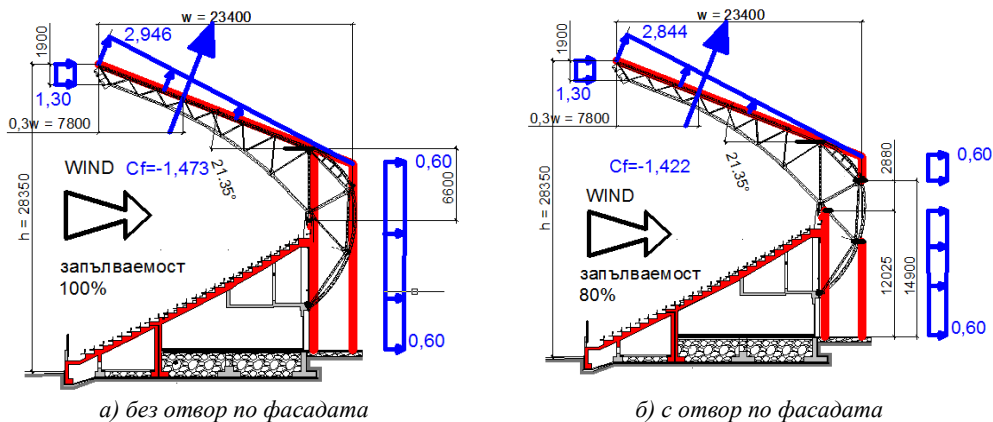 w = 23400
2,946
1900
1,30
0,3w = 7800
21.35°
WIND
Cf=-1,473
h = 28350
6600
0,60
запълваемост
100%
0,60
а) без отвор по фасадата
w = 23400
2,844
1900
1,30
0,3w = 7800
21.35°
Cf=-1,422
WIND
h = 28350
2880
0,60
12025
14900
запълваемост
80%
0,60
б) с отвор по фасадата